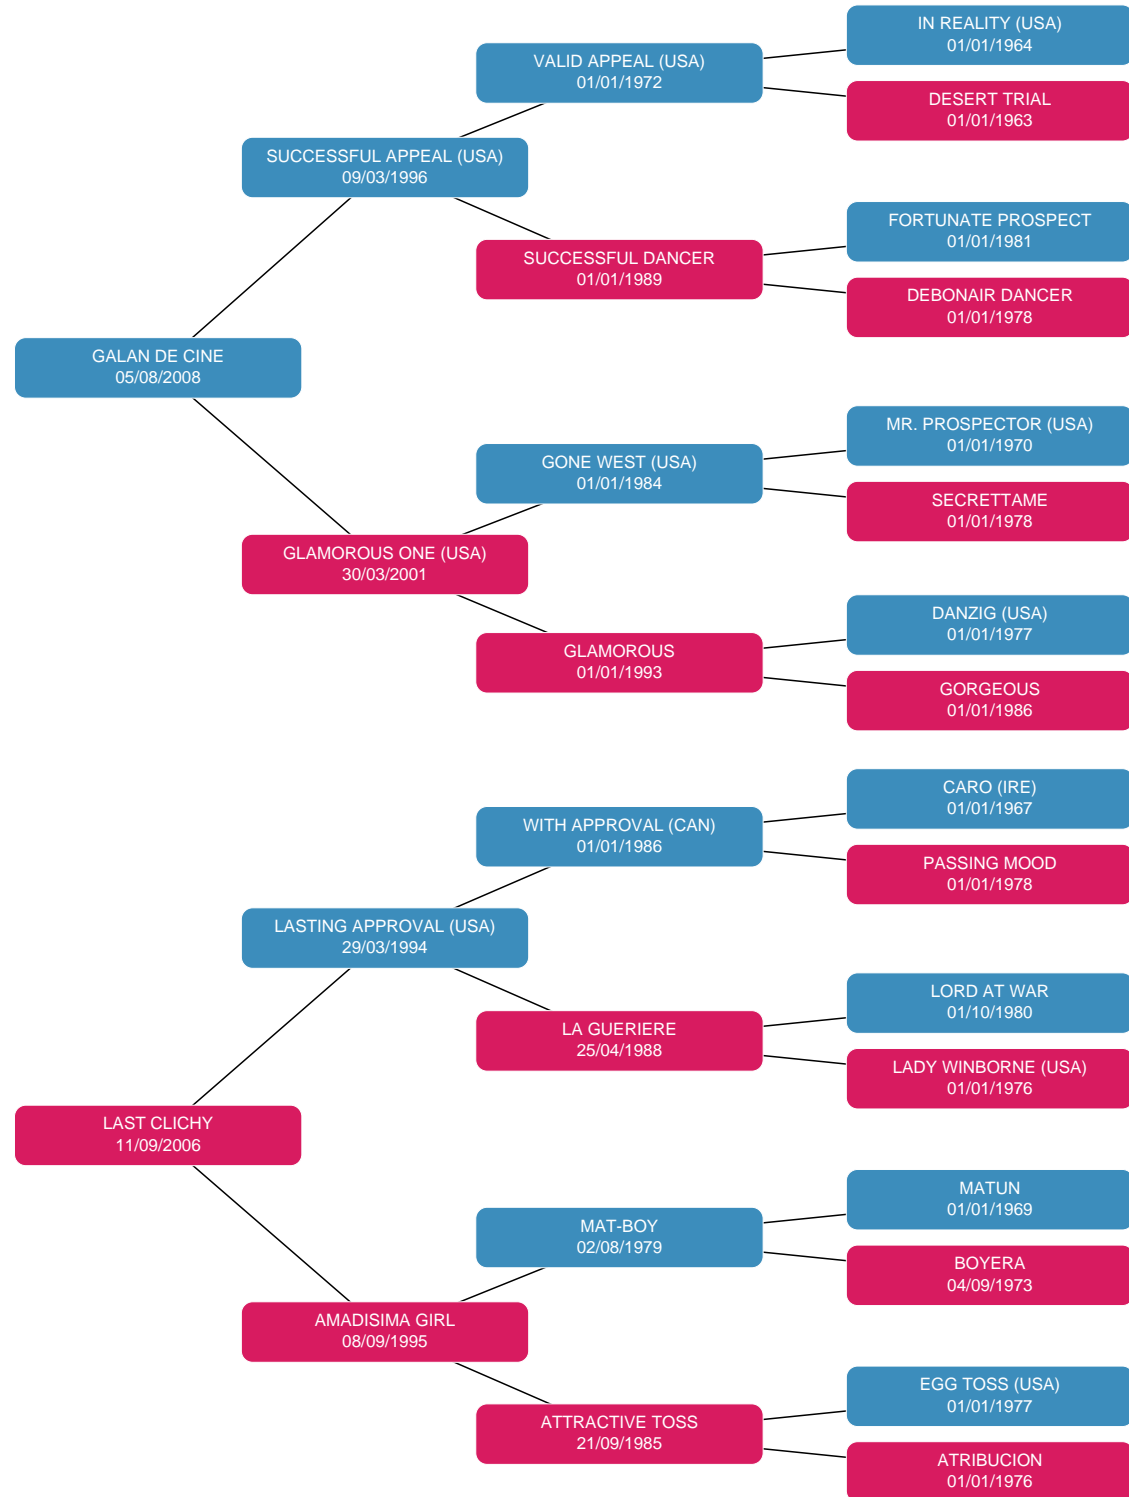 IN REALITY (USA)
01/01/1964
VALID APPEAL (USA)
01/01/1972
DESERT TRIAL
01/01/1963
SUCCESSFUL APPEAL (USA)
09/03/1996
FORTUNATE PROSPECT
01/01/1981
SUCCESSFUL DANCER
01/01/1989
DEBONAIR DANCER
01/01/1978
GALAN DE CINE
05/08/2008
MR. PROSPECTOR (USA)
01/01/1970
GONE WEST (USA)
01/01/1984
SECRETTAME
01/01/1978
GLAMOROUS ONE (USA)
30/03/2001
DANZIG (USA)
01/01/1977
GLAMOROUS
01/01/1993
GORGEOUS
01/01/1986
CARO (IRE)
01/01/1967
WITH APPROVAL (CAN)
01/01/1986
PASSING MOOD
01/01/1978
LASTING APPROVAL (USA)
29/03/1994
LORD AT WAR
01/10/1980
LA GUERIERE
25/04/1988
LADY WINBORNE (USA)
01/01/1976
LAST CLICHY
11/09/2006
MATUN
01/01/1969
MAT-BOY
02/08/1979
BOYERA
04/09/1973
AMADISIMA GIRL
08/09/1995
EGG TOSS (USA)
01/01/1977
ATTRACTIVE TOSS
21/09/1985
ATRIBUCION
01/01/1976